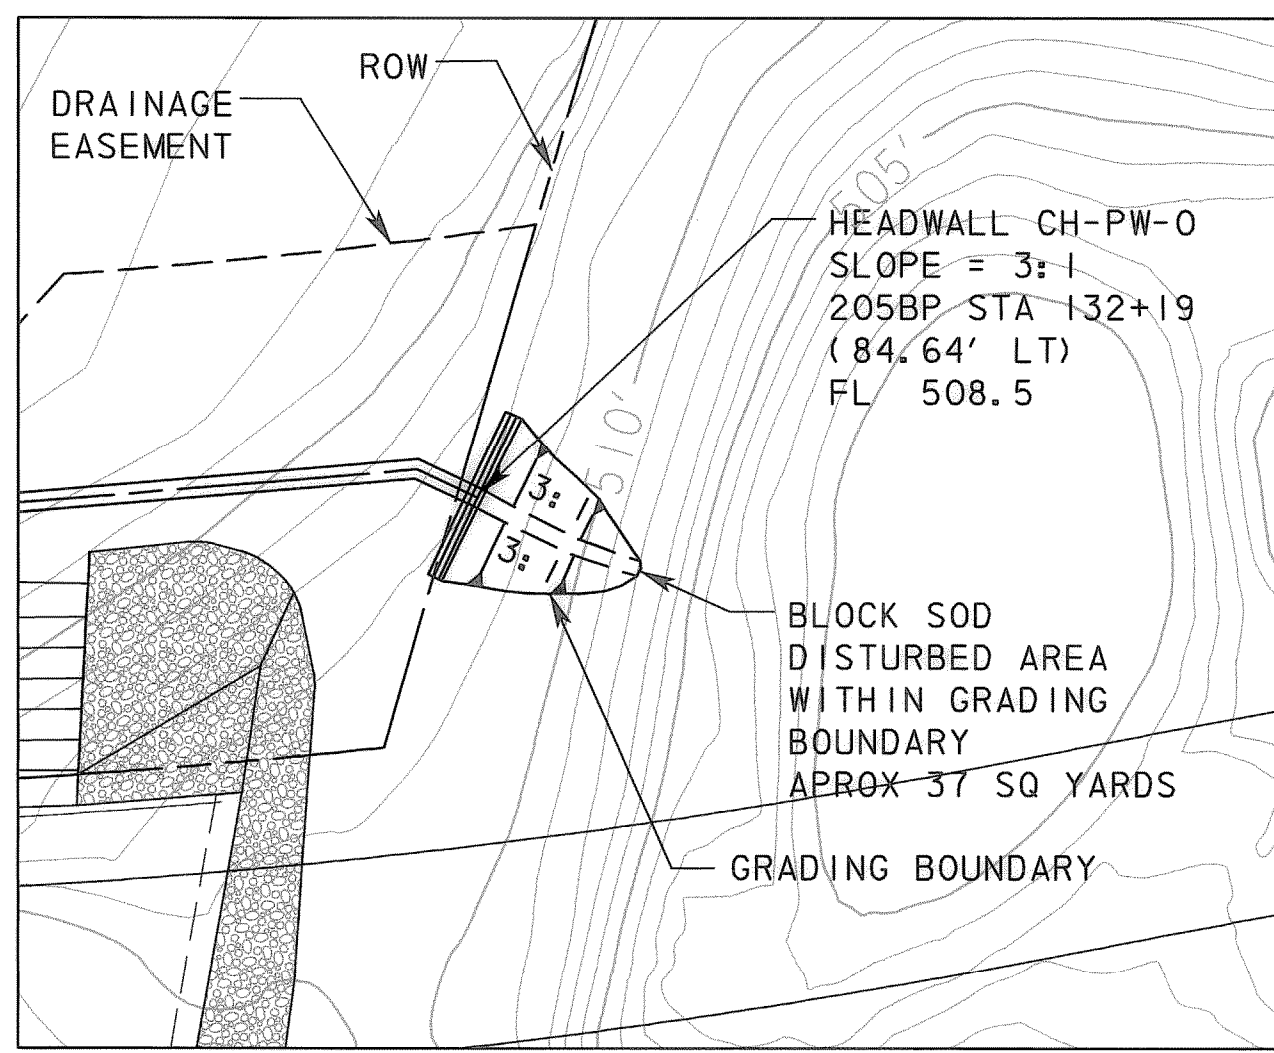 ROW
DRAINAGE
EASEMENT
505'
HEADWALL CH-PW-0
SLOPE = 3:1
205BP STA 132+19
(84.64' LT)
FL 508.5
510'
3:1
3:1
BLOCK SOD
DISTURBED AREA
WITHIN GRADING
BOUNDARY
APROX 37 SQ YARDS
GRADING BOUNDARY